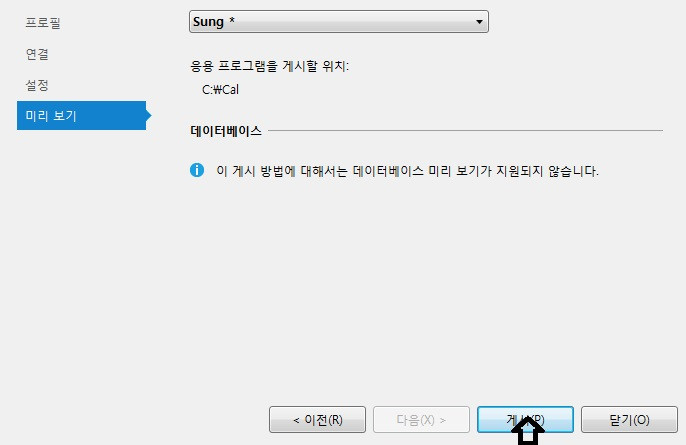 프로필
연결
설정
미리 보기
Sung *
응용 프로그램을 게시할 위치:
C:\Cal
데이터베이스
이 게시 방법에 대해서는 데이터베이스 미리 보기가 지원되지 않습니다.
< 이전(R)
다음(X) >
게시(P)
닫기(O)